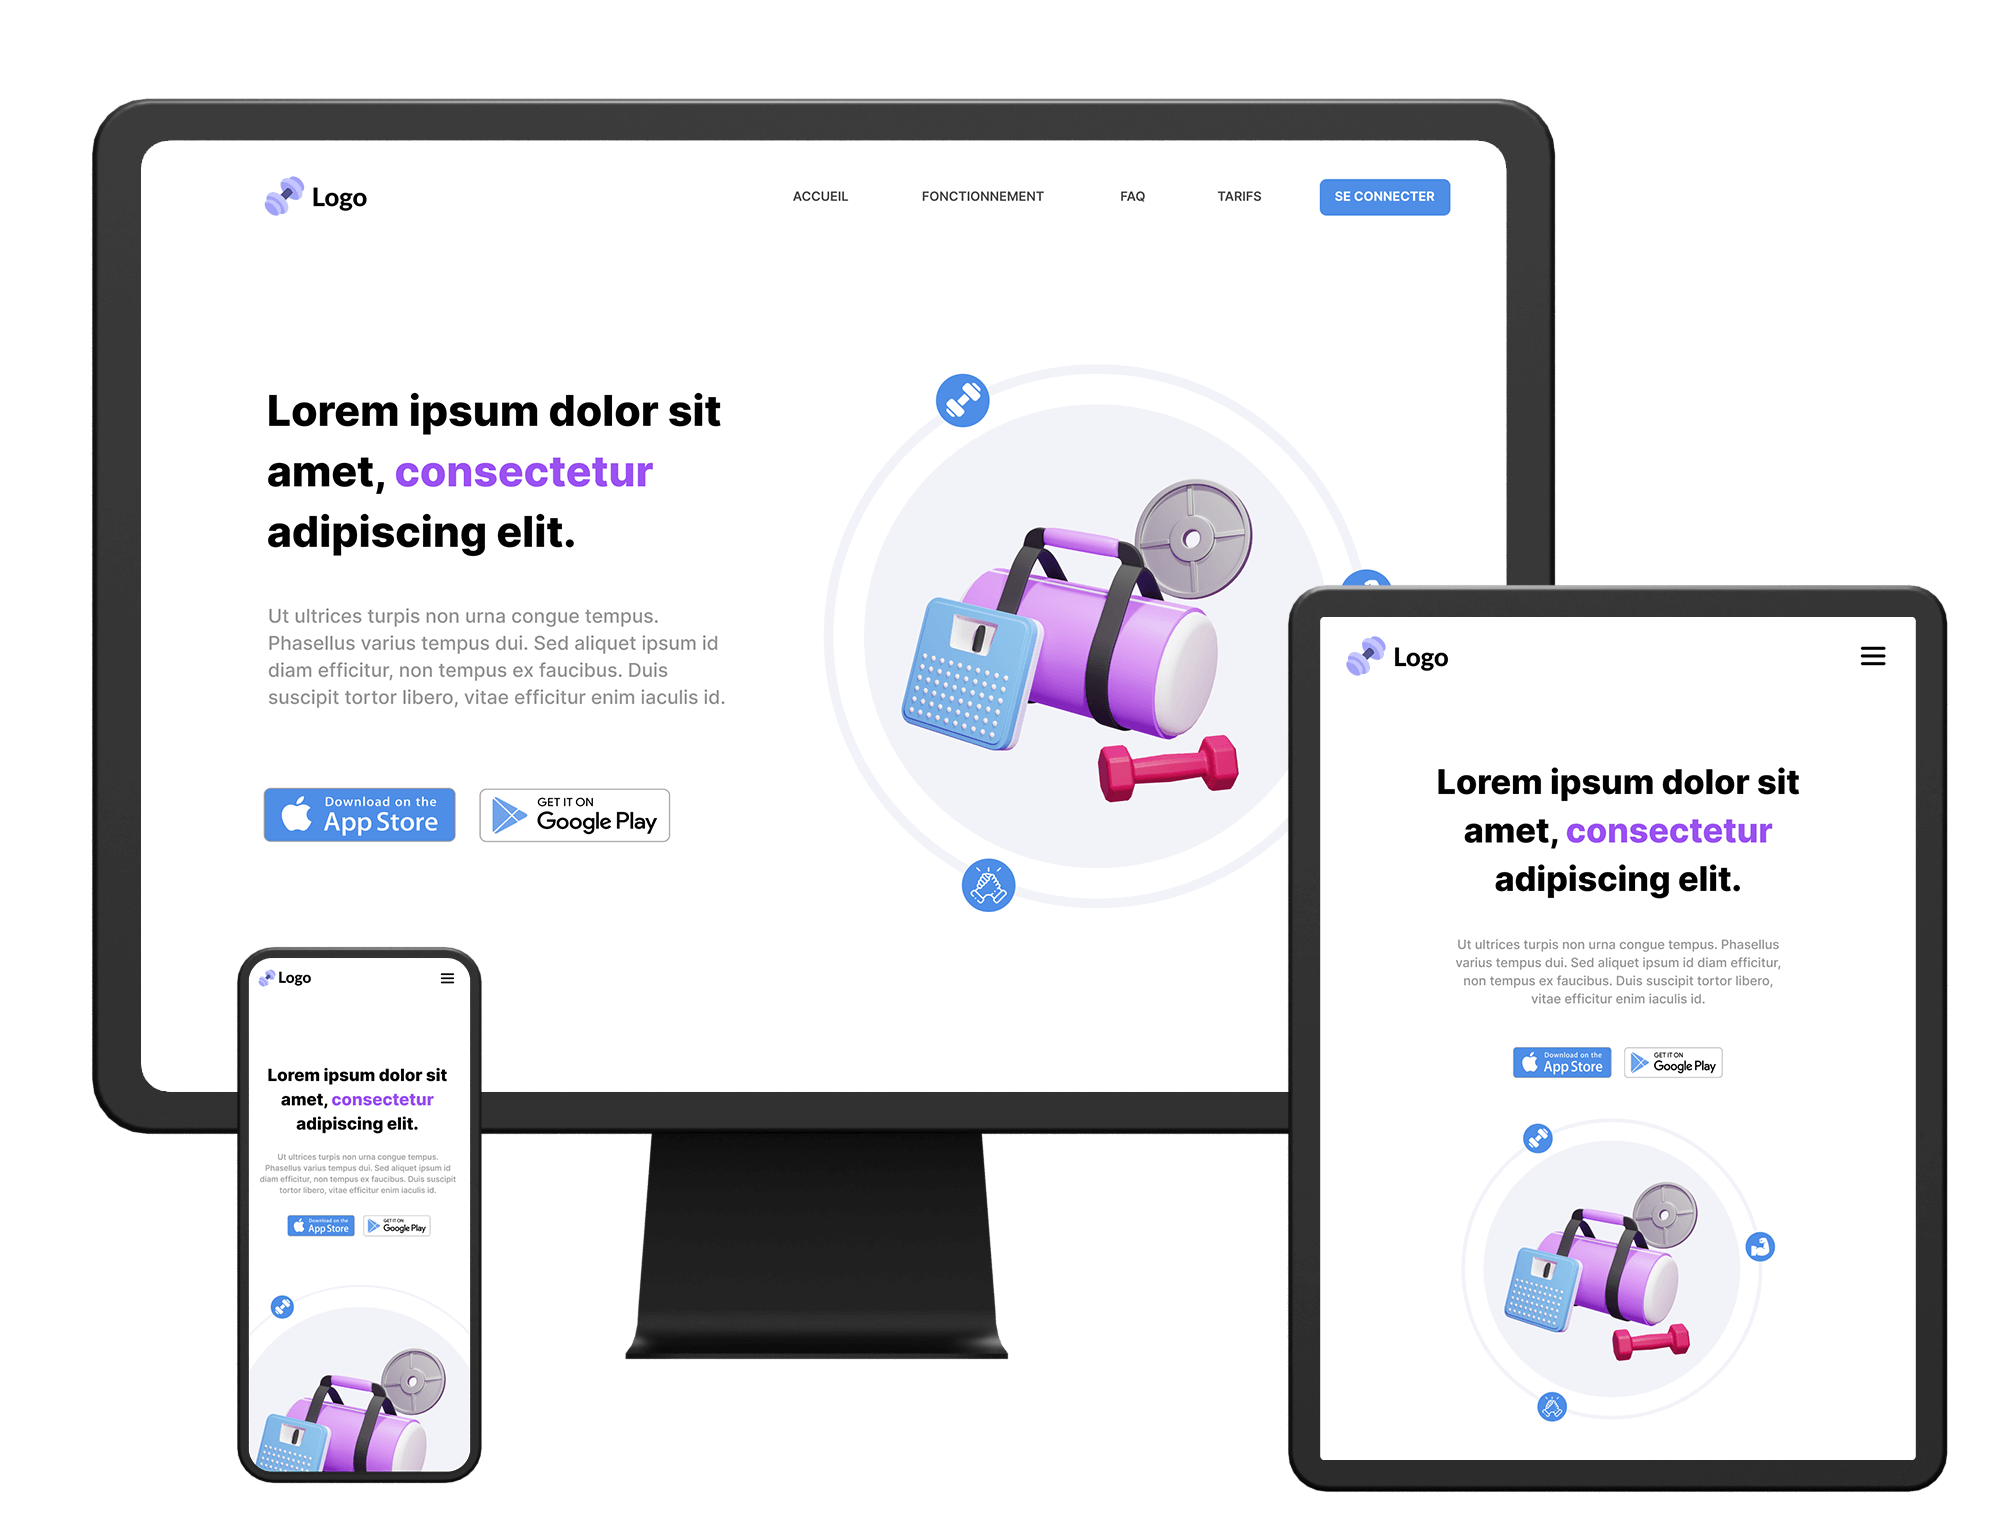 Logo
ACCUEIL
FONCTIONNEMENT
FAQ
TARIFS
SE CONNECTER
Lorem ipsum dolor sit
amet, consectetur
adipiscing elit.
Ut ultrices turpis non urna congue tempus.
Phasellus varius tempus dui. Sed aliquet ipsum id
diam efficitur, non tempus ex faucibus. Duis
suscipit tortor libero, vitae efficitur enim iaculis id.
Download on the
App Store
GET IT ON
Google Play
Logo
Lorem ipsum dolor sit
amet, consectetur
adipiscing elit.
Ut ultrices turpis non urna congue tempus. Phasellus
varius tempus dui. Sed aliquet ipsum id diam efficitur,
non tempus ex faucibus. Duis suscipit tortor libero,
vitae efficitur enim iaculis id.
Download on the
App Store
GET IT ON
Google Play
Logo
Lorem ipsum dolor sit
amet, consectetur
adipiscing elit.
Ut ultrices turpis non urna congue tempus.
Phasellus varius tempus dui. Sed aliquet ipsum id
diam efficitur, non tempus ex faucibus. Duis suscipit
tortor libero, vitae efficitur enim iaculis id.
Download on the
App Store
GET IT ON
Google Play